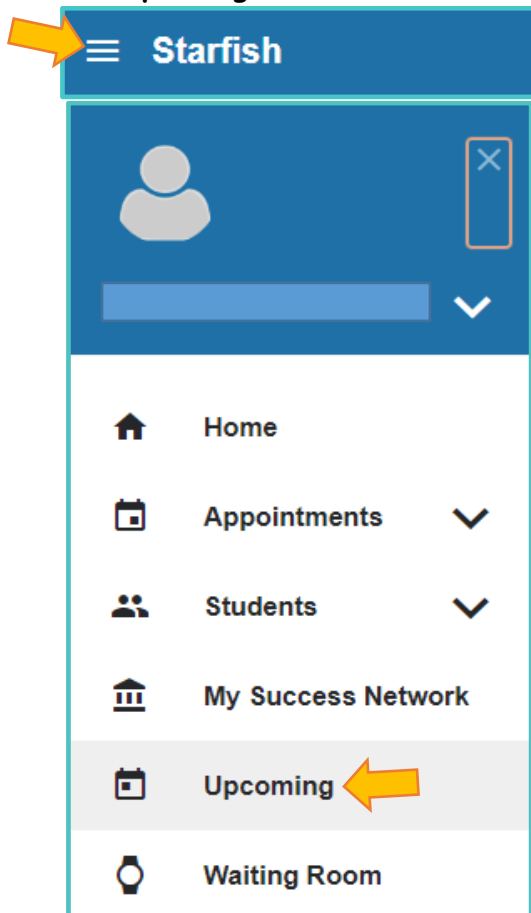 Starfish
Home
Appointments
Students
My Success Network
Upcoming
Waiting Room